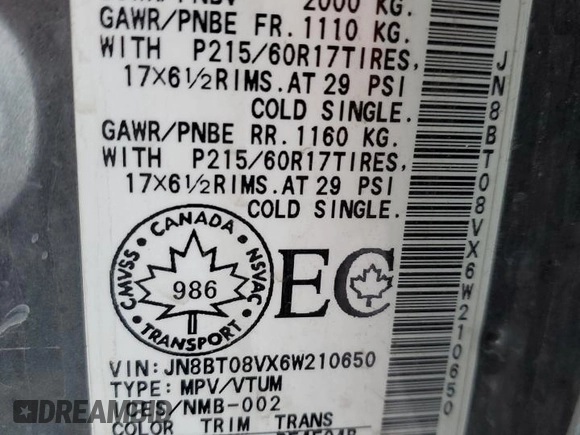 2000 KG.
GAWR/PNBE FR. 1110 KG.
WITH P215/60R17TIRES,
17X6½RIMS.AT 29 PSI
COLD SINGLE.
GAWR/PNBE RR. 1160 KG.
WITH P215/60R17TIRES,
17X6½RIMS.AT 29 PSI
COLD SINGLE.
CANADA
CMVSS
NSVAC
986
TRANSPORT
EC
VIN:JN8BT08VX6W210650
TYPE: MPV/VTUM
ICES/NMB-002
COLOR TRIM TRANS
JN8BT08VX6W210650